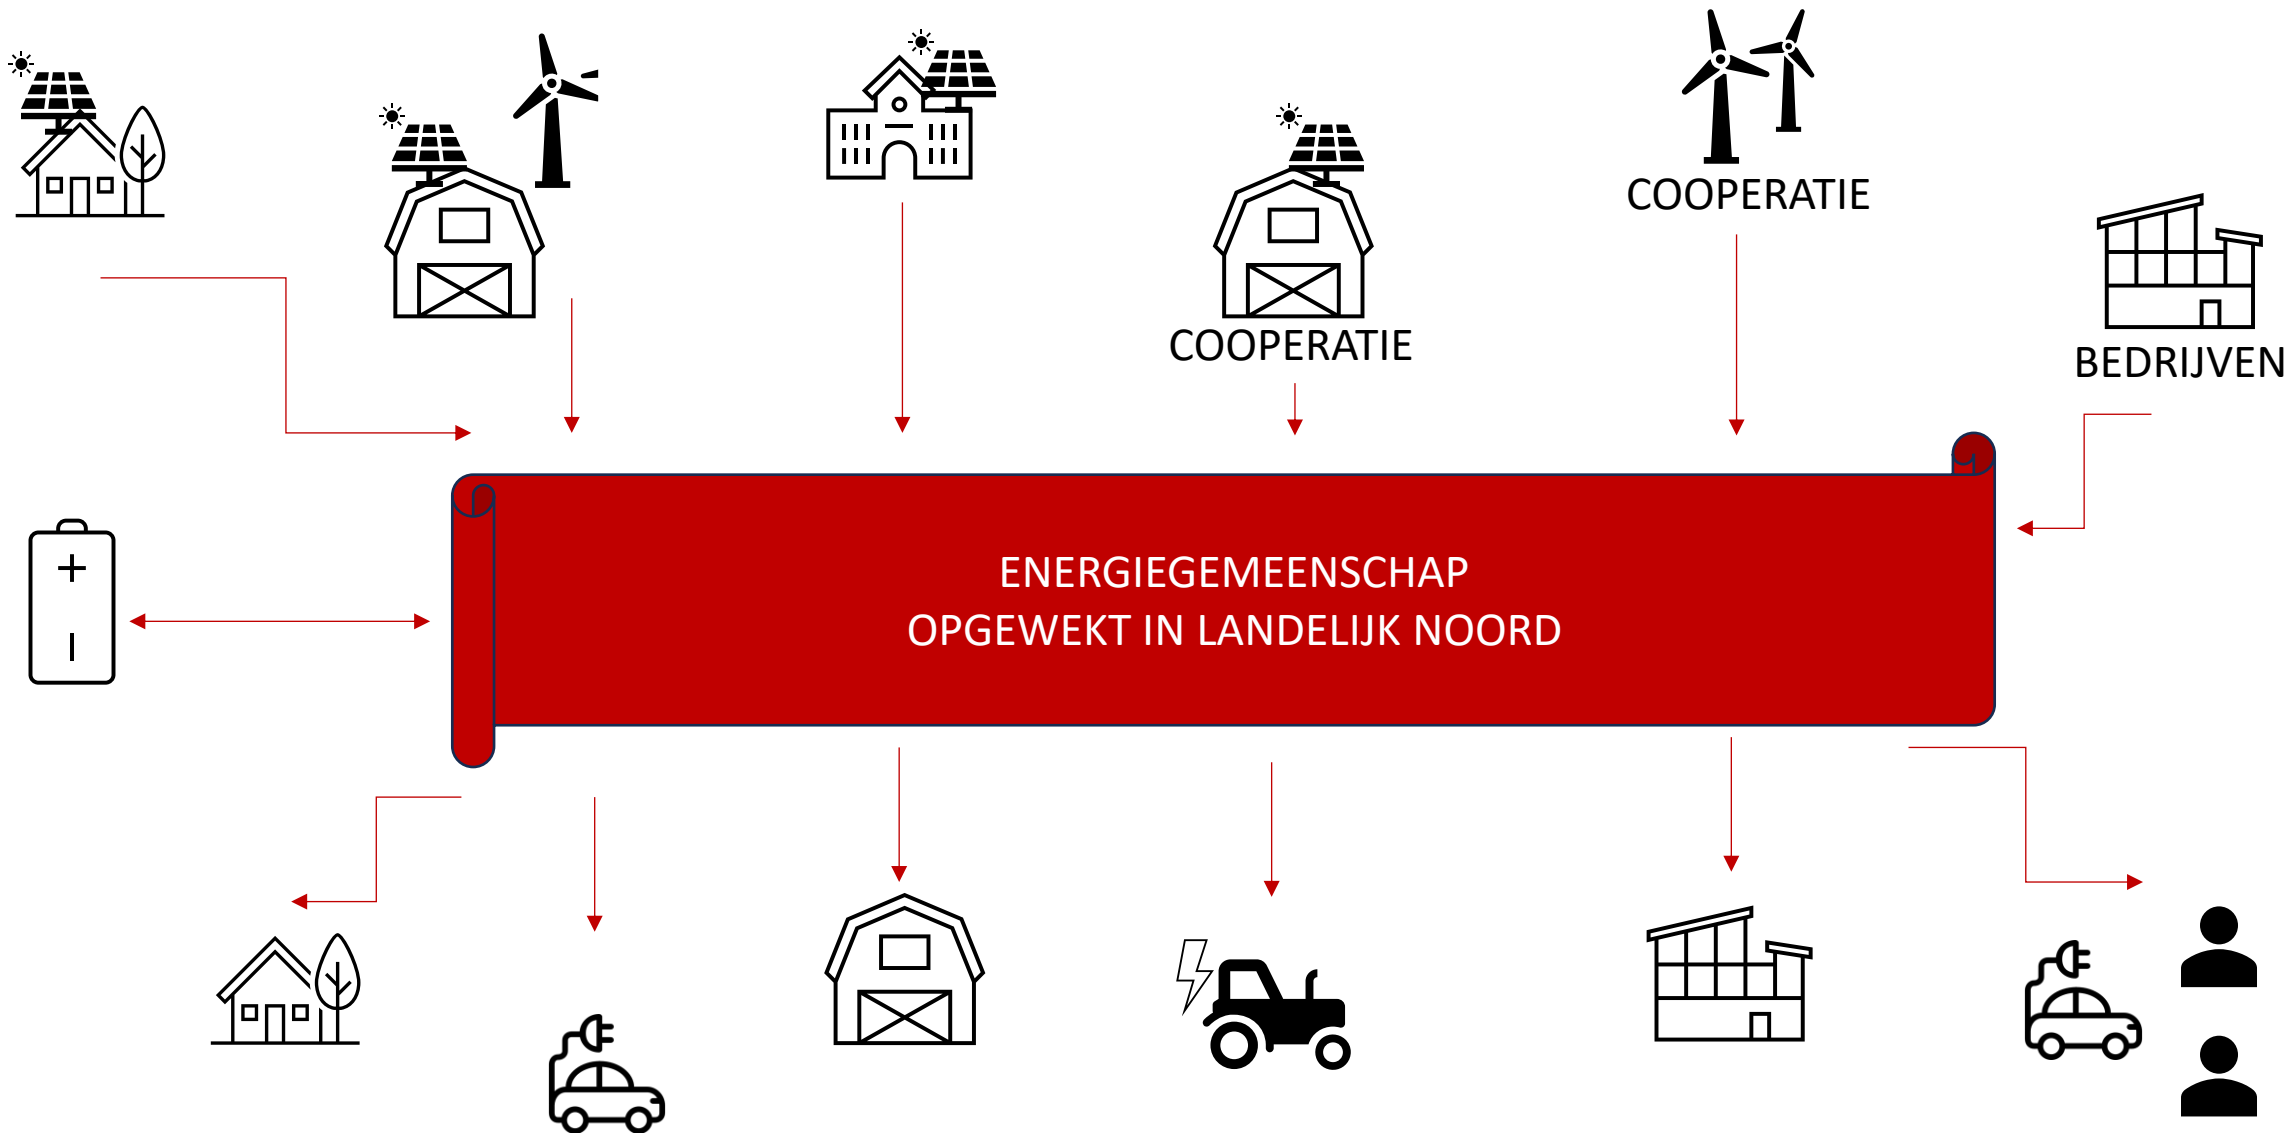 COOPERATIE
COOPERATIE
BEDRIJVEN
ENERGIEGEMEENSCHAP
OPGEWEKT IN LANDELIJK NOORD